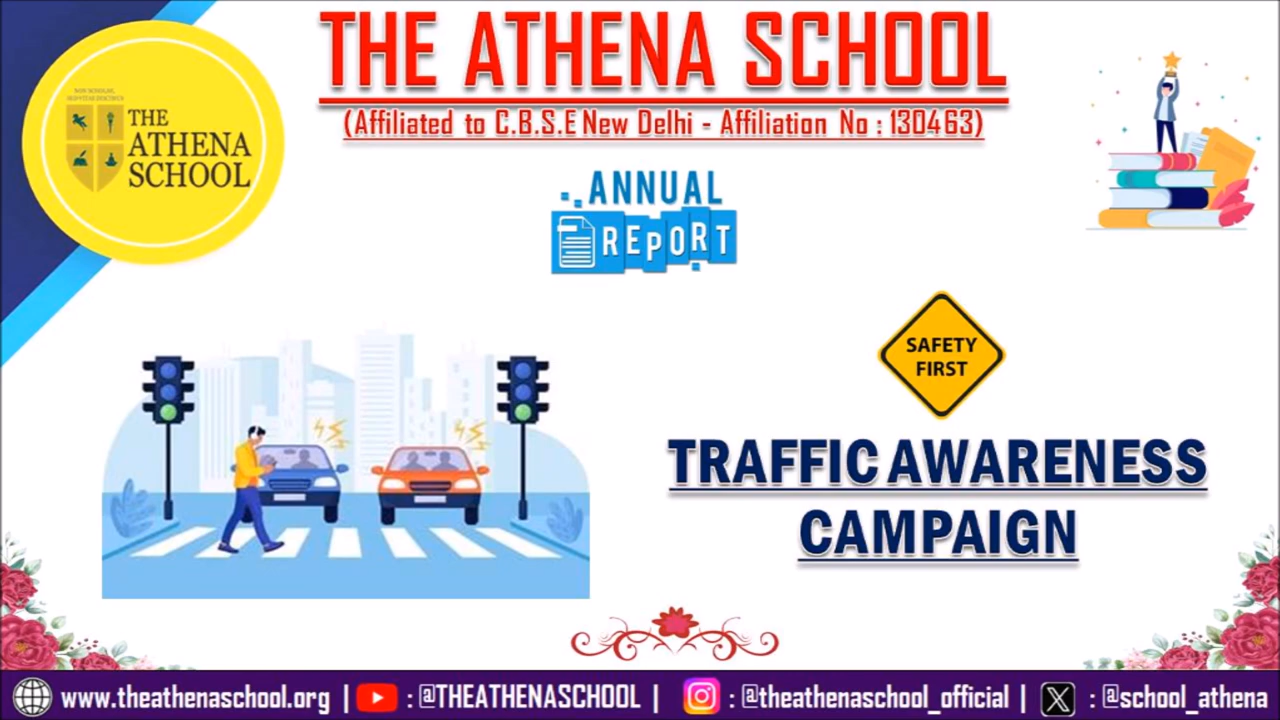 THE ATHENA SCHOOL
(Affiliated to C.B.S.E New Delhi - Affiliation No : 130463)
THE
ATHENA
SCHOOL
ANNUAL
REPORT
SAFETY
FIRST
TRAFFIC AWARENESS
CAMPAIGN
www.theathenaschool.org | : @THEATHENASCHOOL | : @theathenaschool_official | : @school_athena